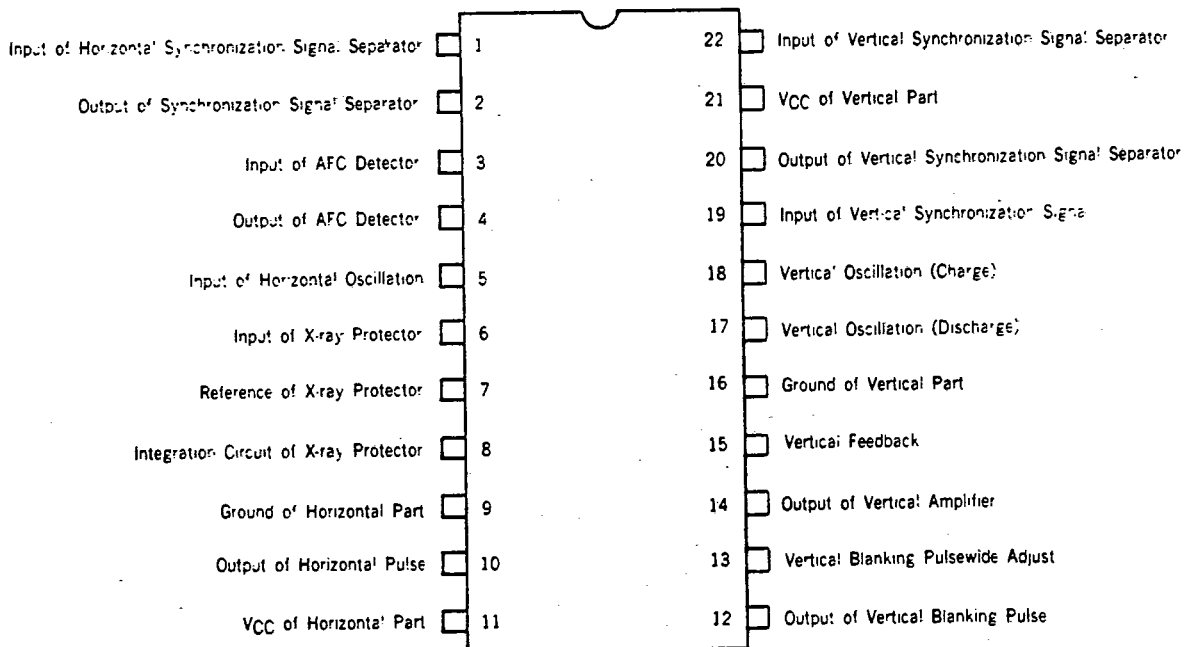 Input of Horizontal Synchronization Signal Separator 1
22 Input of Vertical Synchronization Signal Separator
Output of Synchronization Signal Separator 2
21 VCC of Vertical Part
Input of AFC Detector 3
20 Output of Vertical Synchronization Signal Separator
Output of AFC Detector 4
19 Input of Vertical Synchronization Signal
Input of Horizontal Oscillation 5
18 Vertical Oscillation (Charge)
Input of X-ray Protector 6
17 Vertical Oscillation (Discharge)
Reference of X-ray Protector 7
16 Ground of Vertical Part
Integration Circuit of X-ray Protector 8
15 Vertical Feedback
Ground of Horizontal Part 9
14 Output of Vertical Amplifier
Output of Horizontal Pulse 10
13 Vertical Blanking Pulsewide Adjust
VCC of Horizontal Part 11
12 Output of Vertical Blanking Pulse